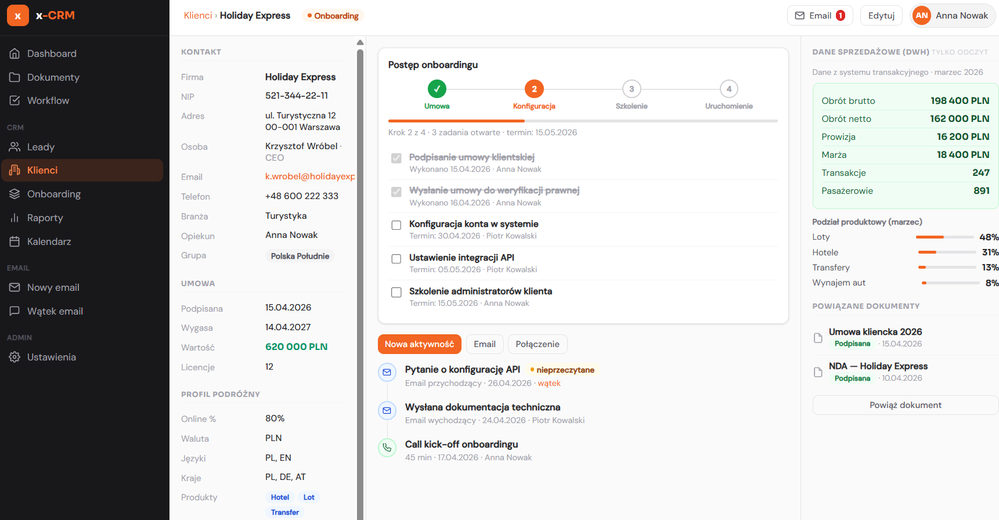 x x-CRM
Dashboard
Dokumenty
Workflow
CRM
Leady
Klienci
Onboarding
Raporty
Kalendarz
EMAIL
Nowy email
Wątek email
ADMIN
Ustawienia
Klienci › Holiday Express Onboarding
Email 1 Edytuj AN Anna Nowak
KONTAKT
Firma Holiday Express
NIP 521-344-22-11
Adres ul. Turystyczna 12
00-001 Warszawa
Osoba Krzysztof Wróbel ·
CEO
Email k.wrobel@holidayexp
Telefon +48 600 222 333
Branża Turystyka
Opiekun Anna Nowak
Grupa Polska Południe
UMOWA
Podpisana 15.04.2026
Wygasa 14.04.2027
Wartość 620 000 PLN
Licencje 12
PROFIL PODRÓŻNY
Online % 80%
Waluta PLN
Języki PL, EN
Kraje PL, DE, AT
Produkty Hotel Lot
Transfer
Postęp onboardingu
2 3 4
Umowa Konfiguracja Szkolenie Uruchomienie
Krok 2 z 4 · 3 zadania otwarte · termin: 15.05.2026
Podpisanie umowy klientskiej
Wykonano 15.04.2026 · Anna Nowak
Wysłanie umowy do weryfikacji prawnej
Wykonano 16.04.2026 · Anna Nowak
Konfiguracja konta w systemie
Termin: 30.04.2026 · Piotr Kowalski
Ustawienie integracji API
Termin: 05.05.2026 · Piotr Kowalski
Szkolenie administratorów klienta
Termin: 15.05.2026 · Anna Nowak
Nowa aktywność Email Połączenie
Pytanie o konfigurację API nieprzeczytane
Email przychodzący · 26.04.2026 · wątek
Wysłana dokumentacja techniczna
Email wychodzący · 24.04.2026 · Piotr Kowalski
Call kick-off onboardingu
45 min · 17.04.2026 · Anna Nowak
DANE SPRZEDAŻOWE (DWH) TYLKO ODCZYT
Dane z systemu transakcyjnego · marzec 2026
Obrót brutto 198 400 PLN
Obrót netto 162 000 PLN
Prowizja 16 200 PLN
Marża 18 400 PLN
Transakcje 247
Pasażerowie 891
Podział produktowy (marzec)
Loty 48%
Hotele 31%
Transfery 13%
Wynajem aut 8%
POWIĄZANE DOKUMENTY
Umowa kliencka 2026
Podpisana · 15.04.2026
NDA — Holiday Express
Podpisana · 10.04.2026
Powiąż dokument